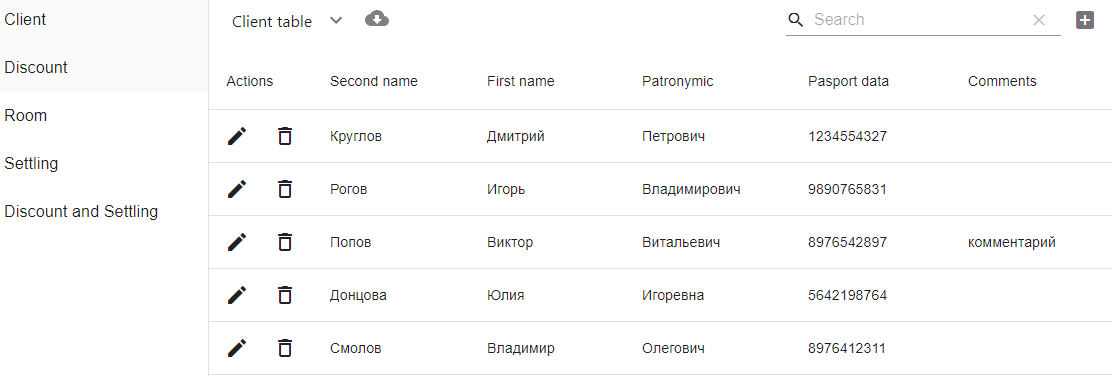 Client
Discount
Room
Settling
Discount and Settling
Client table
Search
Actions Second name First name Patronymic Pasport data Comments
Круглов Дмитрий Петрович 1234554327
Рогов Игорь Владимирович 9890765831
Попов Виктор Витальевич 8976542897 комментарий
Донцова Юлия Игоревна 5642198764
Смолов Владимир Олегович 8976412311